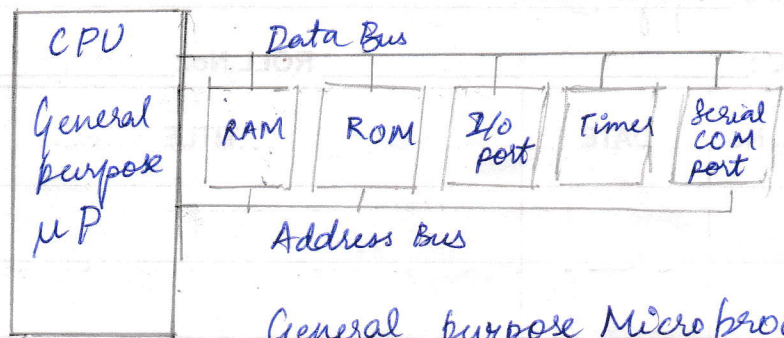 CPU
General
purpose
μP
Data Bus
RAM
ROM
I/O
port
Timer
Serial
COM
port
Address Bus
General purpose